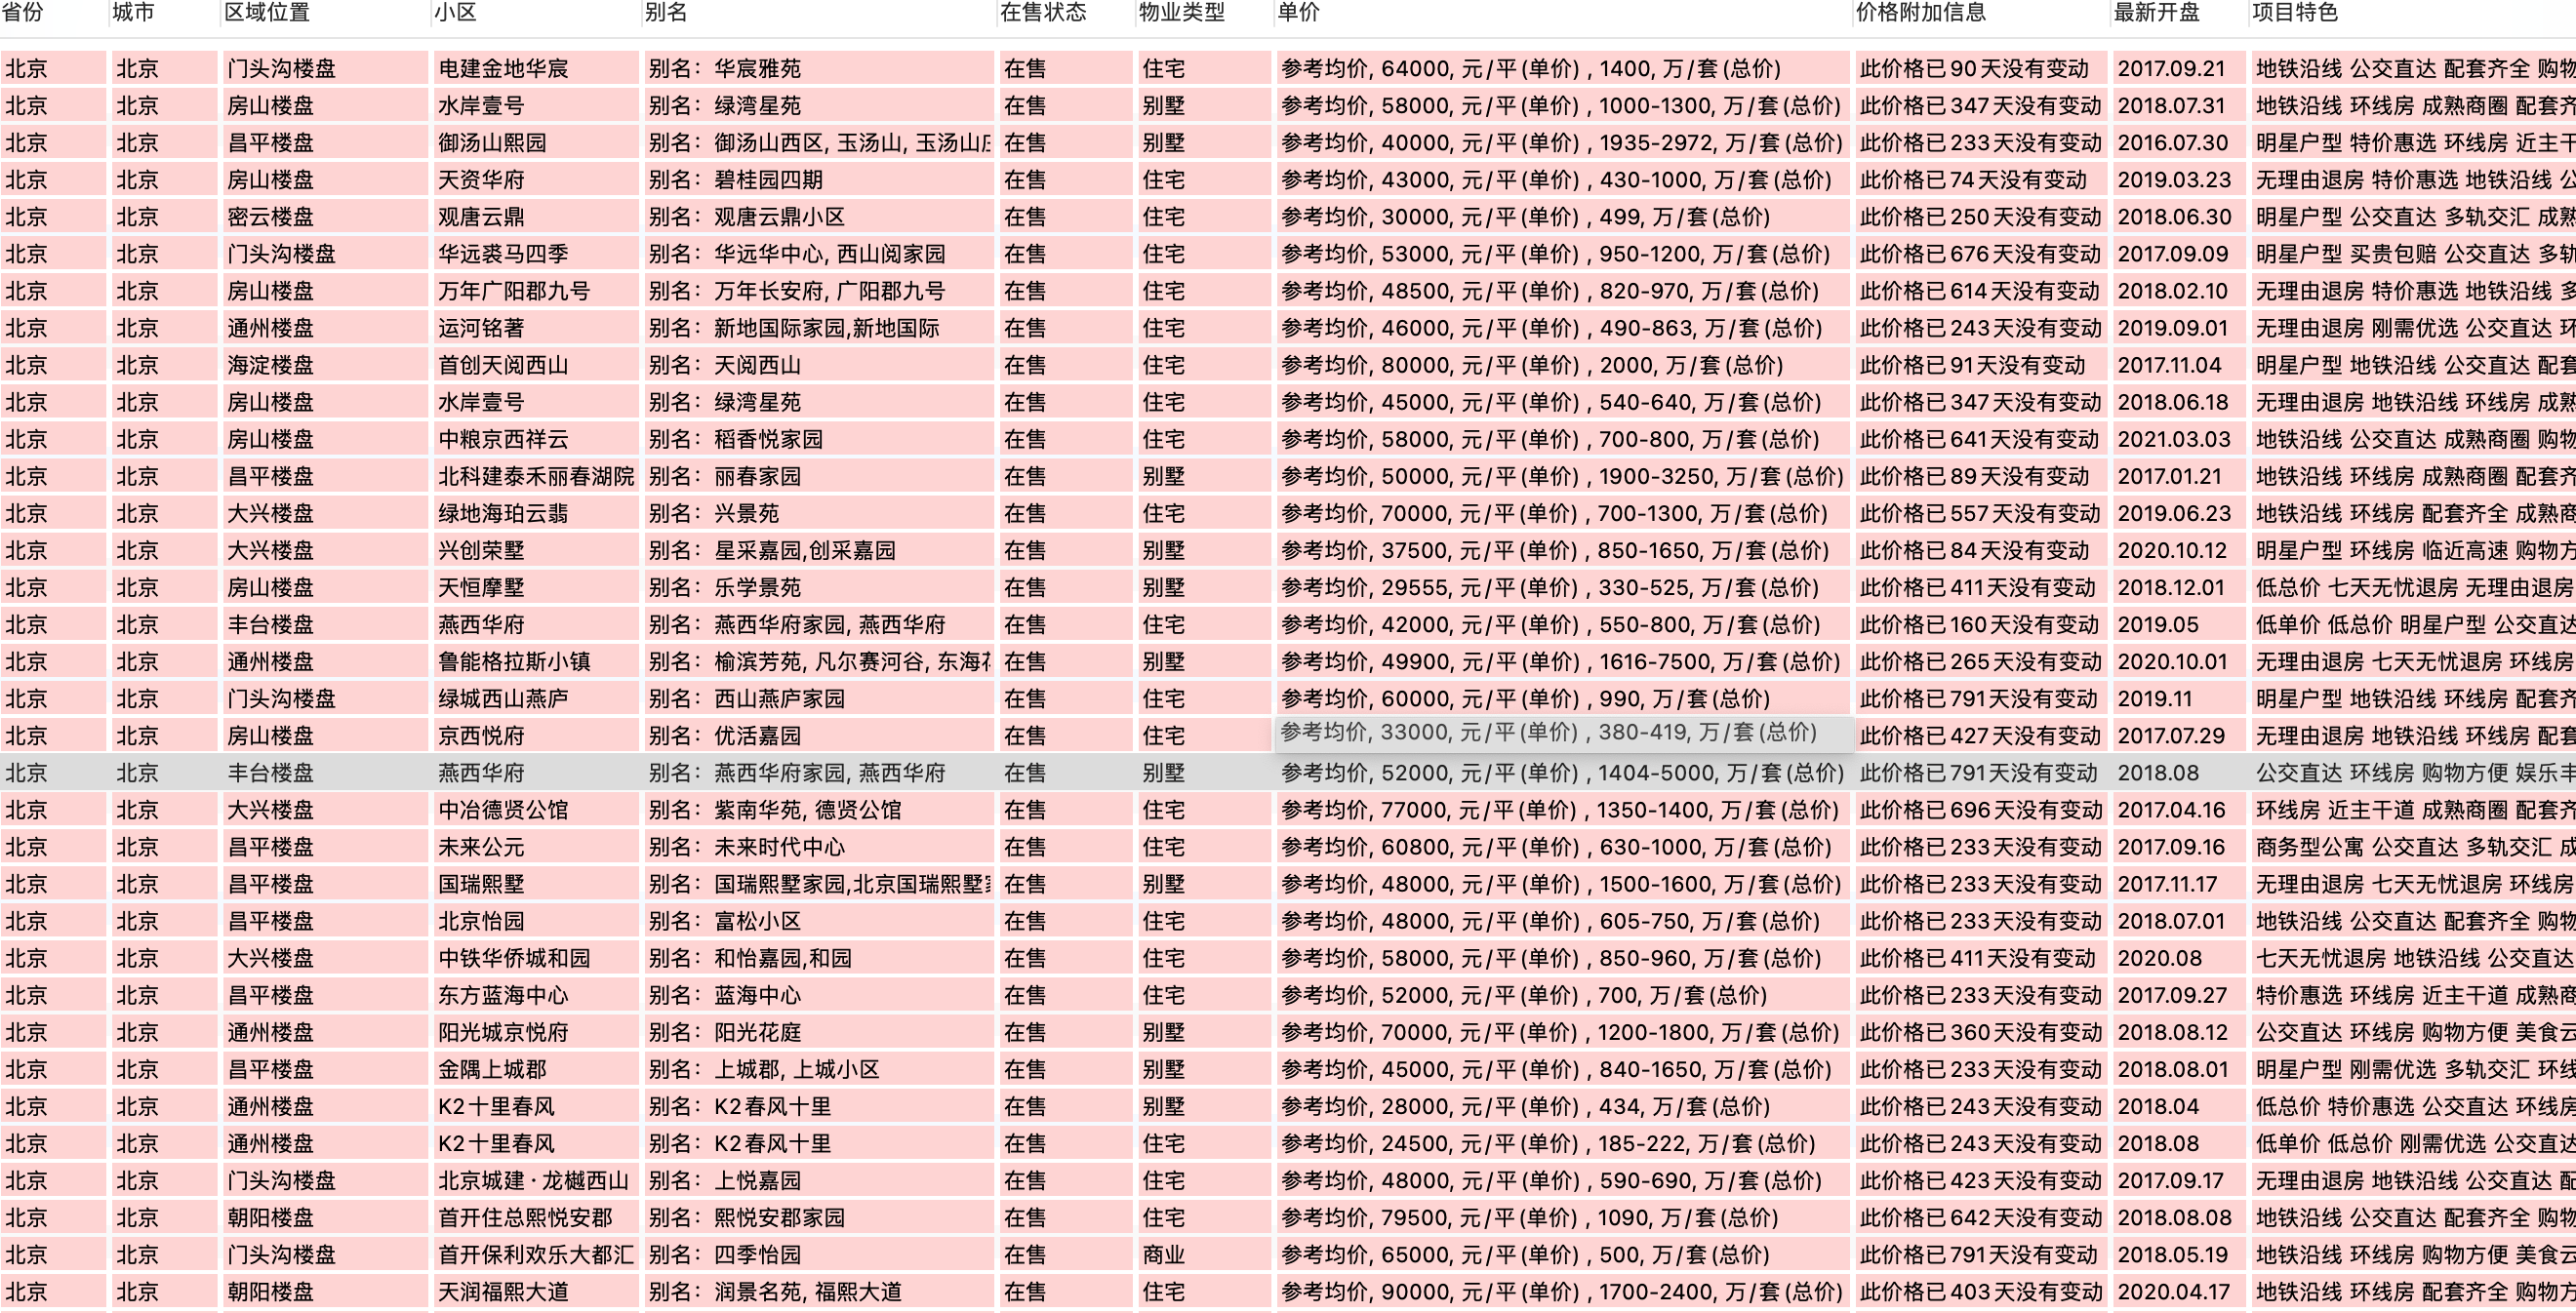 省份 城市 区域位置 小区 别名 在售状态 物业类型 单价 价格附加信息 最新开盘 项目特色
北京 北京 门头沟楼盘 电建金地华宸 别名：华宸雅苑 在售 住宅 参考均价, 64000, 元/平(单价) , 1400, 万/套(总价) 此价格已90天没有变动 2017.09.21 地铁沿线 公交直达 配套齐全 购物
北京 北京 房山楼盘 水岸壹号 别名：绿湾星苑 在售 别墅 参考均价, 58000, 元/平(单价) , 1000-1300, 万/套(总价) 此价格已347天没有变动 2018.07.31 地铁沿线 环线房 成熟商圈 配套齐
北京 北京 昌平楼盘 御汤山熙园 别名：御汤山西区, 玉汤山, 玉汤山 在售 别墅 参考均价, 40000, 元/平(单价) , 1935-2972, 万/套(总价) 此价格已233天没有变动 2016.07.30 明星户型 特价惠选 环线房 近主干
北京 北京 房山楼盘 天资华府 别名：碧桂园四期 在售 住宅 参考均价, 43000, 元/平(单价) , 430-1000, 万/套(总价) 此价格已74天没有变动 2019.03.23 无理由退房 特价惠选 地铁沿线 公
北京 北京 密云楼盘 观唐云鼎 别名：观唐云鼎小区 在售 住宅 参考均价, 30000, 元/平(单价) , 499, 万/套(总价) 此价格已250天没有变动 2018.06.30 明星户型 公交直达 多轨交汇 成熟
北京 北京 门头沟楼盘 华远裘马四季 别名：华远华中心, 西山阅家园 在售 住宅 参考均价, 53000, 元/平(单价) , 950-1200, 万/套(总价) 此价格已676天没有变动 2017.09.09 明星户型 买贵包赔 公交直达 多轨
北京 北京 房山楼盘 万年广阳郡九号 别名：万年长安府, 广阳郡九号 在售 住宅 参考均价, 48500, 元/平(单价) , 820-970, 万/套(总价) 此价格已614天没有变动 2018.02.10 无理由退房 特价惠选 地铁沿线 多
北京 北京 通州楼盘 运河铭著 别名：新地国际家园,新地国际 在售 住宅 参考均价, 46000, 元/平(单价) , 490-863, 万/套(总价) 此价格已243天没有变动 2019.09.01 无理由退房 刚需优选 公交直达 环
北京 北京 海淀楼盘 首创天阅西山 别名：天阅西山 在售 住宅 参考均价, 80000, 元/平(单价) , 2000, 万/套(总价) 此价格已91天没有变动 2017.11.04 明星户型 地铁沿线 公交直达 配套
北京 北京 房山楼盘 水岸壹号 别名：绿湾星苑 在售 住宅 参考均价, 45000, 元/平(单价) , 540-640, 万/套(总价) 此价格已347天没有变动 2018.06.18 无理由退房 地铁沿线 环线房 成熟
北京 北京 房山楼盘 中粮京西祥云 别名：稻香悦家园 在售 住宅 参考均价, 58000, 元/平(单价) , 700-800, 万/套(总价) 此价格已641天没有变动 2021.03.03 地铁沿线 公交直达 成熟商圈 购物
北京 北京 昌平楼盘 北科建泰禾丽春湖院 别名：丽春家园 在售 别墅 参考均价, 50000, 元/平(单价) , 1900-3250, 万/套(总价) 此价格已89天没有变动 2017.01.21 地铁沿线 环线房 成熟商圈 配套齐
北京 北京 大兴楼盘 绿地海珀云翡 别名：兴景苑 在售 住宅 参考均价, 70000, 元/平(单价) , 700-1300, 万/套(总价) 此价格已557天没有变动 2019.06.23 地铁沿线 环线房 配套齐全 成熟商
北京 北京 大兴楼盘 兴创荣墅 别名：星采嘉园,创采嘉园 在售 别墅 参考均价, 37500, 元/平(单价) , 850-1650, 万/套(总价) 此价格已84天没有变动 2020.10.12 明星户型 环线房 临近高速 购物方
北京 北京 房山楼盘 天恒摩墅 别名：乐学景苑 在售 别墅 参考均价, 29555, 元/平(单价) , 330-525, 万/套(总价) 此价格已411天没有变动 2018.12.01 低总价 七天无忧退房 无理由退房
北京 北京 丰台楼盘 燕西华府 别名：燕西华府家园, 燕西华府 在售 住宅 参考均价, 42000, 元/平(单价) , 550-800, 万/套(总价) 此价格已160天没有变动 2019.05 低单价 低总价 明星户型 公交直达
北京 北京 通州楼盘 鲁能格拉斯小镇 别名：榆滨芳苑, 凡尔赛河谷, 东海 在售 别墅 参考均价, 49900, 元/平(单价) , 1616-7500, 万/套(总价) 此价格已265天没有变动 2020.10.01 无理由退房 七天无忧退房 环线房
北京 北京 门头沟楼盘 绿城西山燕庐 别名：西山燕庐家园 在售 住宅 参考均价, 60000, 元/平(单价) , 990, 万/套(总价) 此价格已791天没有变动 2019.11 明星户型 地铁沿线 环线房 配套齐
北京 北京 房山楼盘 京西悦府 别名：优活嘉园 在售 住宅 参考均价, 33000, 元/平(单价) , 380-419, 万/套(总价) 此价格已427天没有变动 2017.07.29 无理由退房 地铁沿线 环线房 配套
北京 北京 丰台楼盘 燕西华府 别名：燕西华府家园, 燕西华府 在售 别墅 参考均价, 52000, 元/平(单价) , 1404-5000, 万/套(总价) 此价格已791天没有变动 2018.08 公交直达 环线房 购物方便 娱乐丰
北京 北京 大兴楼盘 中冶德贤公馆 别名：紫南华苑, 德贤公馆 在售 住宅 参考均价, 77000, 元/平(单价) , 1350-1400, 万/套(总价) 此价格已696天没有变动 2017.04.16 环线房 近主干道 成熟商圈 配套齐
北京 北京 昌平楼盘 未来公元 别名：未来时代中心 在售 住宅 参考均价, 60800, 元/平(单价) , 630-1000, 万/套(总价) 此价格已233天没有变动 2017.09.16 商务型公寓 公交直达 多轨交汇 成
北京 北京 昌平楼盘 国瑞熙墅 别名：国瑞熙墅家园,北京国瑞熙墅 在售 别墅 参考均价, 48000, 元/平(单价) , 1500-1600, 万/套(总价) 此价格已233天没有变动 2017.11.17 无理由退房 七天无忧退房 环线房
北京 北京 昌平楼盘 北京怡园 别名：富松小区 在售 住宅 参考均价, 48000, 元/平(单价) , 605-750, 万/套(总价) 此价格已233天没有变动 2018.07.01 地铁沿线 公交直达 配套齐全 购物
北京 北京 大兴楼盘 中铁华侨城和园 别名：和怡嘉园,和园 在售 住宅 参考均价, 58000, 元/平(单价) , 850-960, 万/套(总价) 此价格已411天没有变动 2020.08 七天无忧退房 地铁沿线 公交直达
北京 北京 昌平楼盘 东方蓝海中心 别名：蓝海中心 在售 住宅 参考均价, 52000, 元/平(单价) , 700, 万/套(总价) 此价格已233天没有变动 2017.09.27 特价惠选 环线房 近主干道 成熟商
北京 北京 通州楼盘 阳光城京悦府 别名：阳光花庭 在售 别墅 参考均价, 70000, 元/平(单价) , 1200-1800, 万/套(总价) 此价格已360天没有变动 2018.08.12 公交直达 环线房 购物方便 美食云
北京 北京 昌平楼盘 金隅上城郡 别名：上城郡, 上城小区 在售 别墅 参考均价, 45000, 元/平(单价) , 840-1650, 万/套(总价) 此价格已233天没有变动 2018.08.01 明星户型 刚需优选 多轨交汇 环线
北京 北京 通州楼盘 K2十里春风 别名：K2春风十里 在售 别墅 参考均价, 28000, 元/平(单价) , 434, 万/套(总价) 此价格已243天没有变动 2018.04 低总价 特价惠选 公交直达 环线房
北京 北京 通州楼盘 K2十里春风 别名：K2春风十里 在售 住宅 参考均价, 24500, 元/平(单价) , 185-222, 万/套(总价) 此价格已243天没有变动 2018.08 低单价 低总价 刚需优选 公交直达
北京 北京 门头沟楼盘 北京城建·龙樾西山 别名：上悦嘉园 在售 住宅 参考均价, 48000, 元/平(单价) , 590-690, 万/套(总价) 此价格已423天没有变动 2017.09.17 无理由退房 地铁沿线 公交直达 配
北京 北京 朝阳楼盘 首开住总熙悦安郡 别名：熙悦安郡家园 在售 住宅 参考均价, 79500, 元/平(单价) , 1090, 万/套(总价) 此价格已642天没有变动 2018.08.08 地铁沿线 公交直达 配套齐全 购物
北京 北京 门头沟楼盘 首开保利欢乐大都汇 别名：四季怡园 在售 商业 参考均价, 65000, 元/平(单价) , 500, 万/套(总价) 此价格已791天没有变动 2018.05.19 地铁沿线 环线房 购物方便 美食云
北京 北京 朝阳楼盘 天润福熙大道 别名：润景名苑, 福熙大道 在售 住宅 参考均价, 90000, 元/平(单价) , 1700-2400, 万/套(总价) 此价格已403天没有变动 2020.04.17 地铁沿线 环线房 配套齐全 购物方